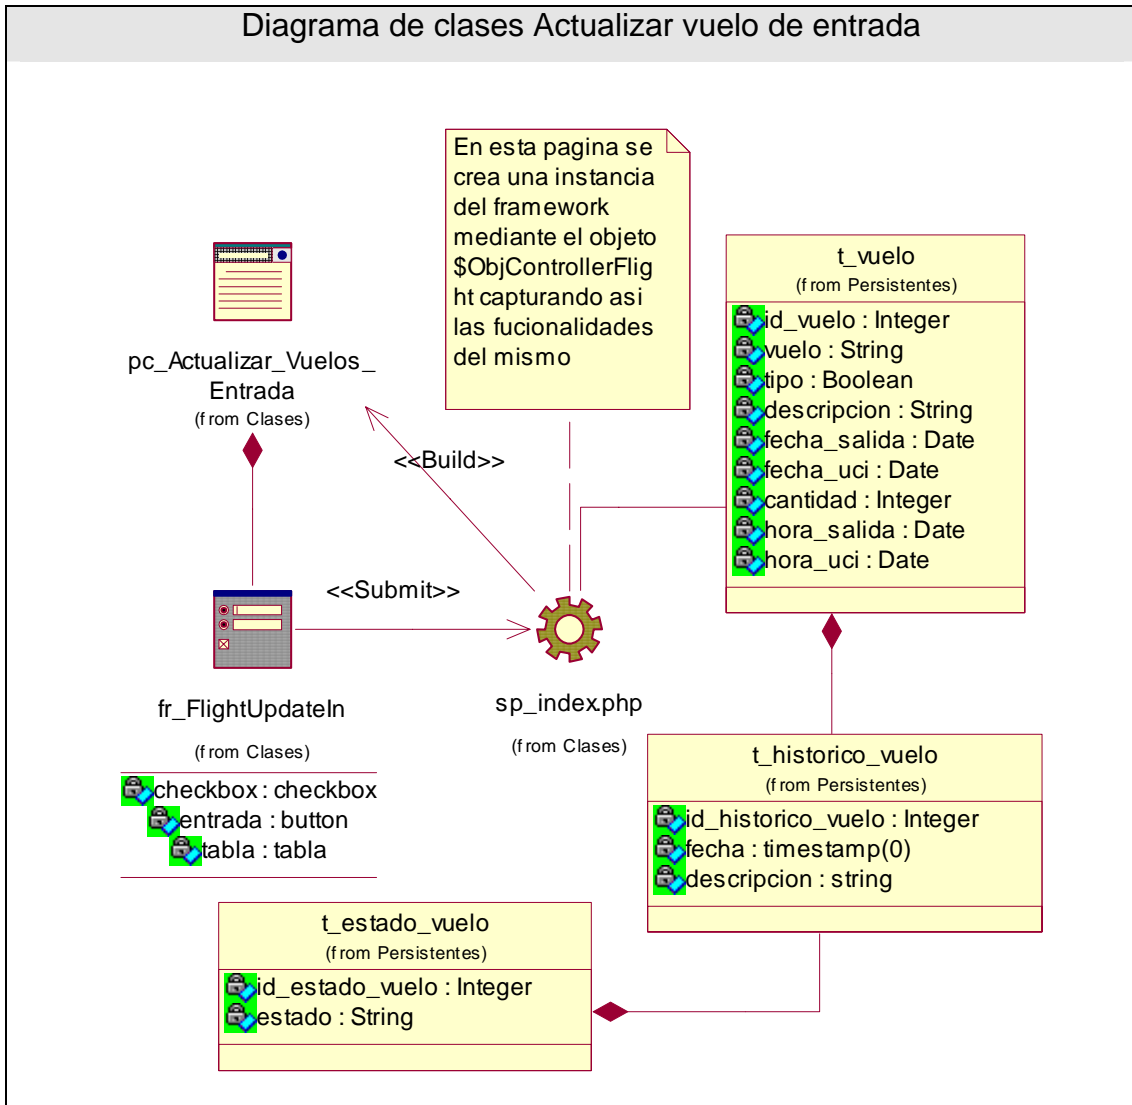 Diagrama de clases Actualizar vuelo de entrada
En esta pagina se
crea una instancia
del framework
mediante el objeto
$ObjControllerFlig
ht capturando asi
las fucionalidades
del mismo
pc_Actualizar_Vuelos_
Entrada
(from Clases)
<<Build>>
<<Submit>>
fr_FlightUpdateIn
(from Clases)
checkbox : checkbox
entrada : button
tabla : tabla
sp_index.php
(from Clases)
t_vuelo
(from Persistentes)
id_vuelo : Integer
vuelo : String
tipo : Boolean
descripcion : String
fecha_salida : Date
fecha_uci : Date
cantidad : Integer
hora_salida : Date
hora_uci : Date
t_historico_vuelo
(from Persistentes)
id_historico_vuelo : Integer
fecha : timestamp(0)
descripcion : string
t_estado_vuelo
(from Persistentes)
id_estado_vuelo : Integer
estado : String